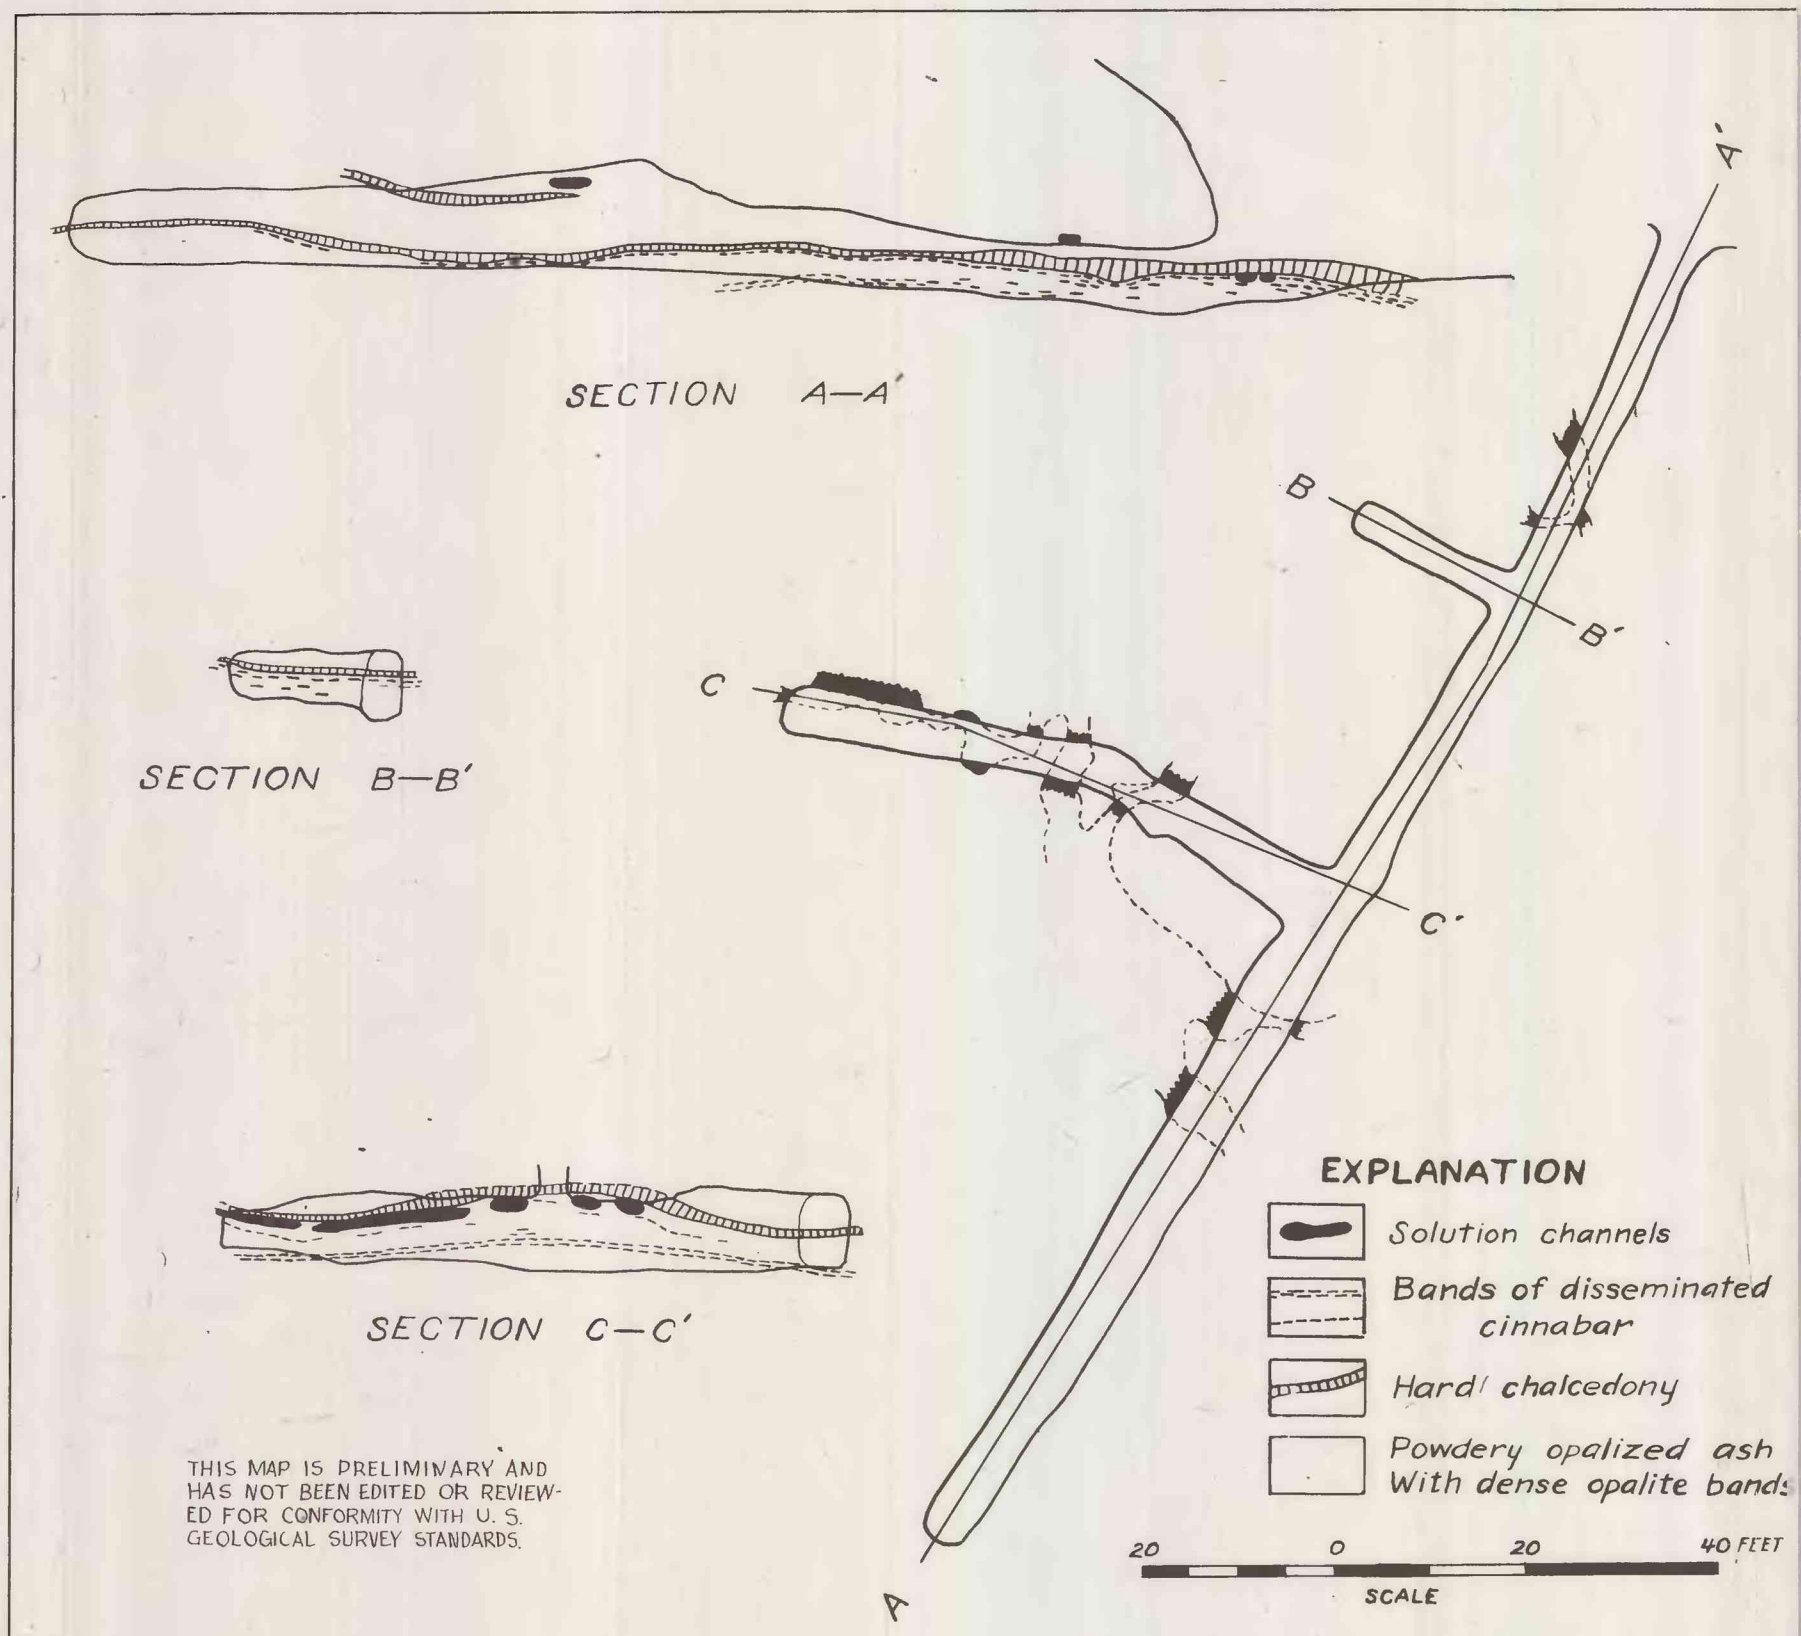 A'
SECTION A—A'
B
B'
C
SECTION B—B'
C'
EXPLANATION
Solution channels
Bands of disseminated
cinnabar
SECTION C—C'
Hard chalcedony
Powdery opalized ash
With dense opalite bands
THIS MAP IS PRELIMINARY AND
HAS NOT BEEN EDITED OR REVIEW-
ED FOR CONFORMITY WITH U. S.
GEOLOGICAL SURVEY STANDARDS.
20 0 20 40 FEET
SCALE
A